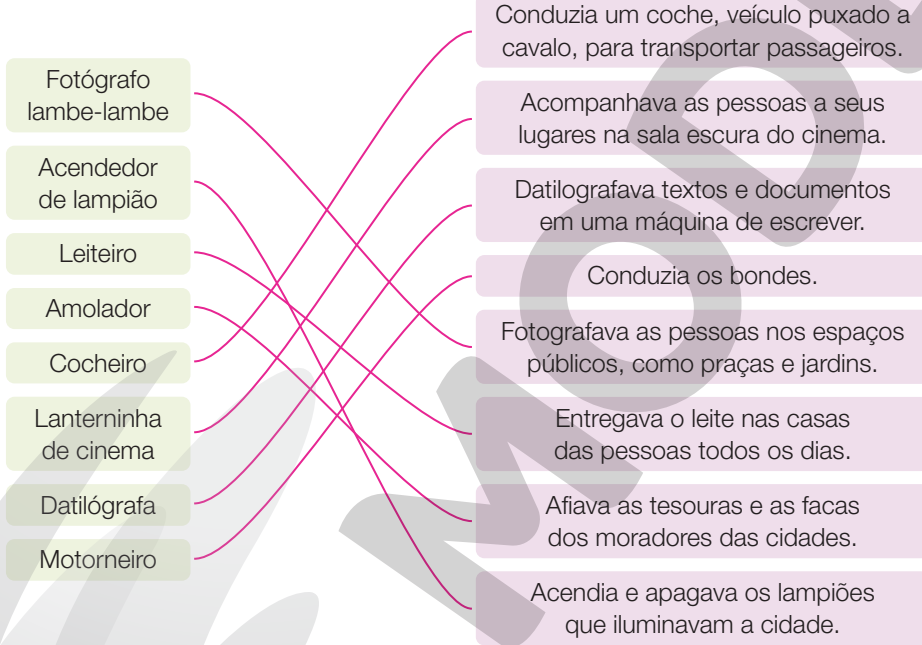 Fotógrafo
lambe-lambe
Acendedor
de lampião
Leiteiro
Amolador
Cocheiro
Lanterninha
de cinema
Datilógrafa
Motorneiro
Conduzia um coche, veículo puxado a
cavalo, para transportar passageiros.
Acompanhava as pessoas a seus
lugares na sala escura do cinema.
Datilografava textos e documentos
em uma máquina de escrever.
Conduzia os bondes.
Fotografava as pessoas nos espaços
públicos, como praças e jardins.
Entregava o leite nas casas
das pessoas todos os dias.
Afiava as tesouras e as facas
dos moradores das cidades.
Acendia e apagava os lampiões
que iluminavam a cidade.
MODE